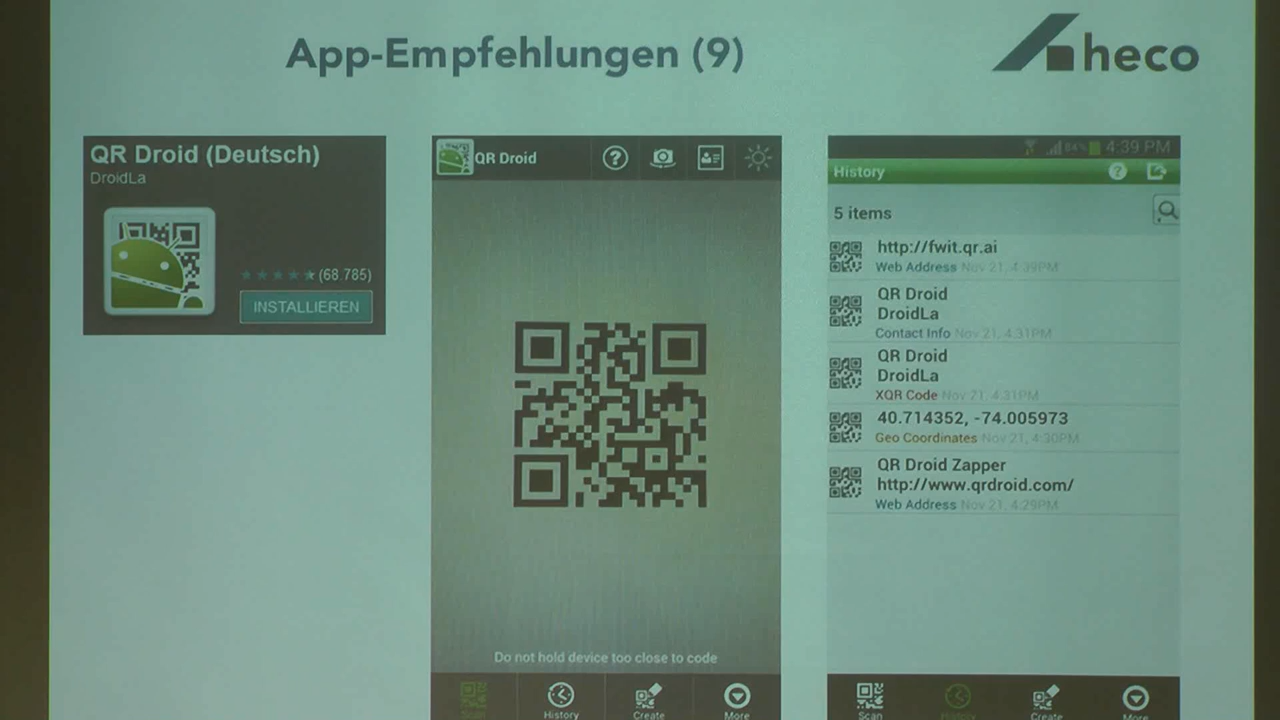 App-Empfehlungen (9)
heco
QR Droid (Deutsch)
DroidLa
(68.785)
INSTALLIEREN
QR Droid
Do not hold device too close to code
Scan
History
Create
More
84% 4:39 PM
History
5 items
http://fwit.qr.ai
Web Address Nov 21, 4:39PM
QR Droid
DroidLa
Contact Info Nov 21, 4:31PM
QR Droid
DroidLa
XQR Code Nov 21, 4:31PM
40.714352, -74.005973
Geo Coordinates Nov 21, 4:30PM
QR Droid Zapper
http://www.qrdroid.com/
Web Address Nov 21, 4:29PM
Scan
History
Create
More